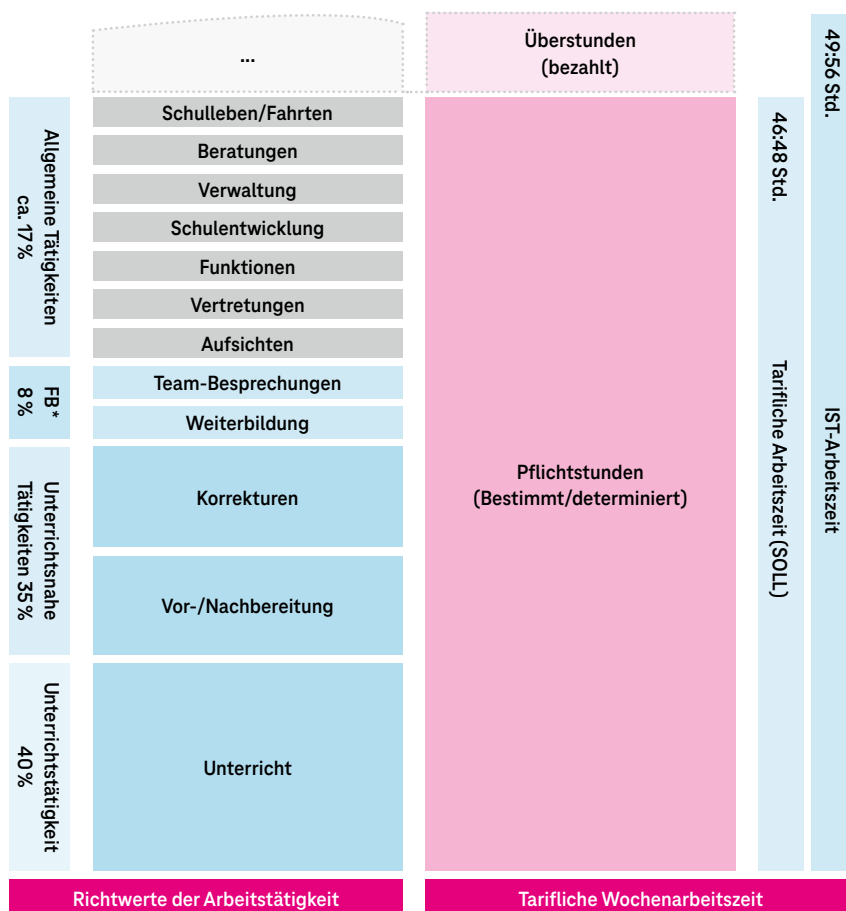 ...
Schulleben/Fahrten
Beratungen
Verwaltung
Schulentwicklung
Funktionen
Vertretungen
Aufsichten
Team-Besprechungen
Weiterbildung
Korrekturen
Vor-/Nachbereitung
Unterricht
Allgemeine Tätigkeiten
ca. 17 %
FB*
8 %
Unterrichtsnahe
Tätigkeiten 35 %
Unterrichtstätigkeit
40 %
Richtwerte der Arbeitstätigkeit
Überstunden
(bezahlt)
Pflichtstunden
(Bestimmt/determiniert)
Tarifliche Wochenarbeitszeit
46:48 Std.
Tarifliche Arbeitszeit (SOLL)
49:56 Std.
IST-Arbeitszeit